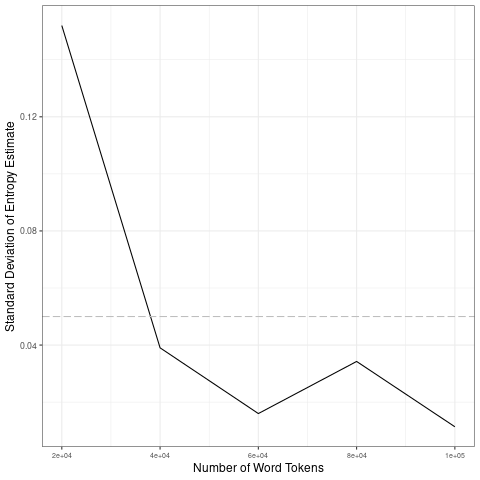 Standard Deviation of Entropy Estimate
0.12
0.08
0.04
2e+04 4e+04 6e+04 8e+04 1e+05
Number of Word Tokens